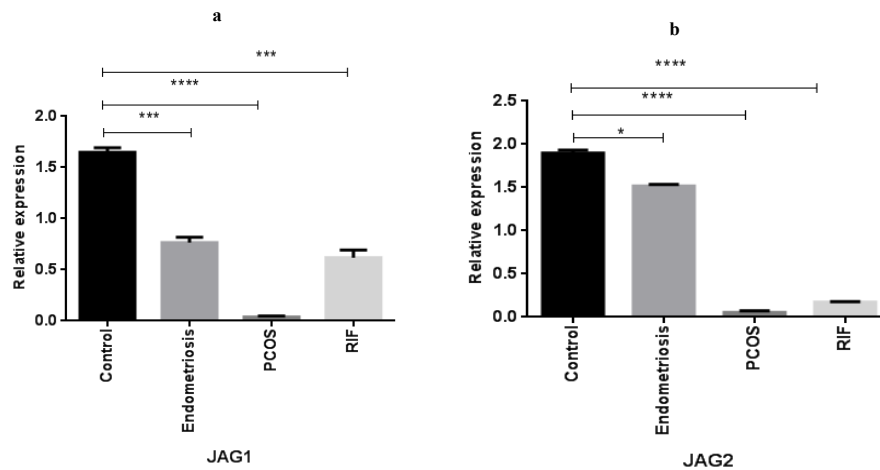 a
***
****
***
2.0
1.5
1.0
0.5
0.0
Relative expression
Control
Endometriosis
PCOS
RIF
JAG1
b
****
****
*
2.5
2.0
1.5
1.0
0.5
0.0
Relative expression
Control
Endometriosis
PCOS
RIF
JAG2